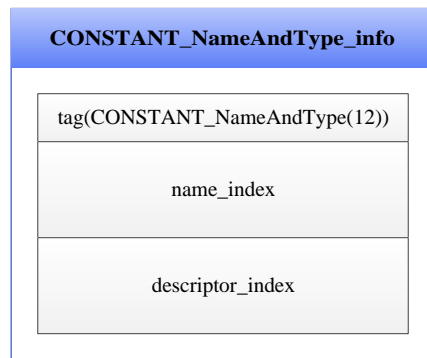 CONSTANT_NameAndType_info
tag(CONSTANT_NameAndType(12))
name_index
descriptor_index